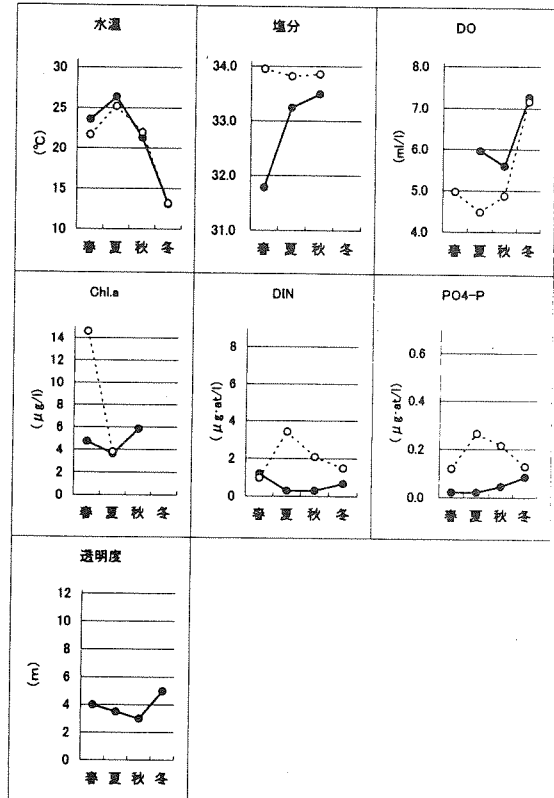 水温
30
25
20
15
10
(℃)
春 夏 秋 冬
塩分
34.0
33.0
32.0
31.0
春 夏 秋 冬
DO
8.0
7.0
6.0
5.0
4.0
(ml/l)
春 夏 秋 冬
Chl.a
14
12
10
8
6
4
2
0
(μg/l)
春 夏 秋 冬
DIN
8
6
4
2
0
(μg-at/l)
春 夏 秋 冬
PO4-P
0.6
0.4
0.2
0.0
(μg-at/l)
春 夏 秋 冬
透明度
12
10
8
6
4
2
0
(m)
春 夏 秋 冬